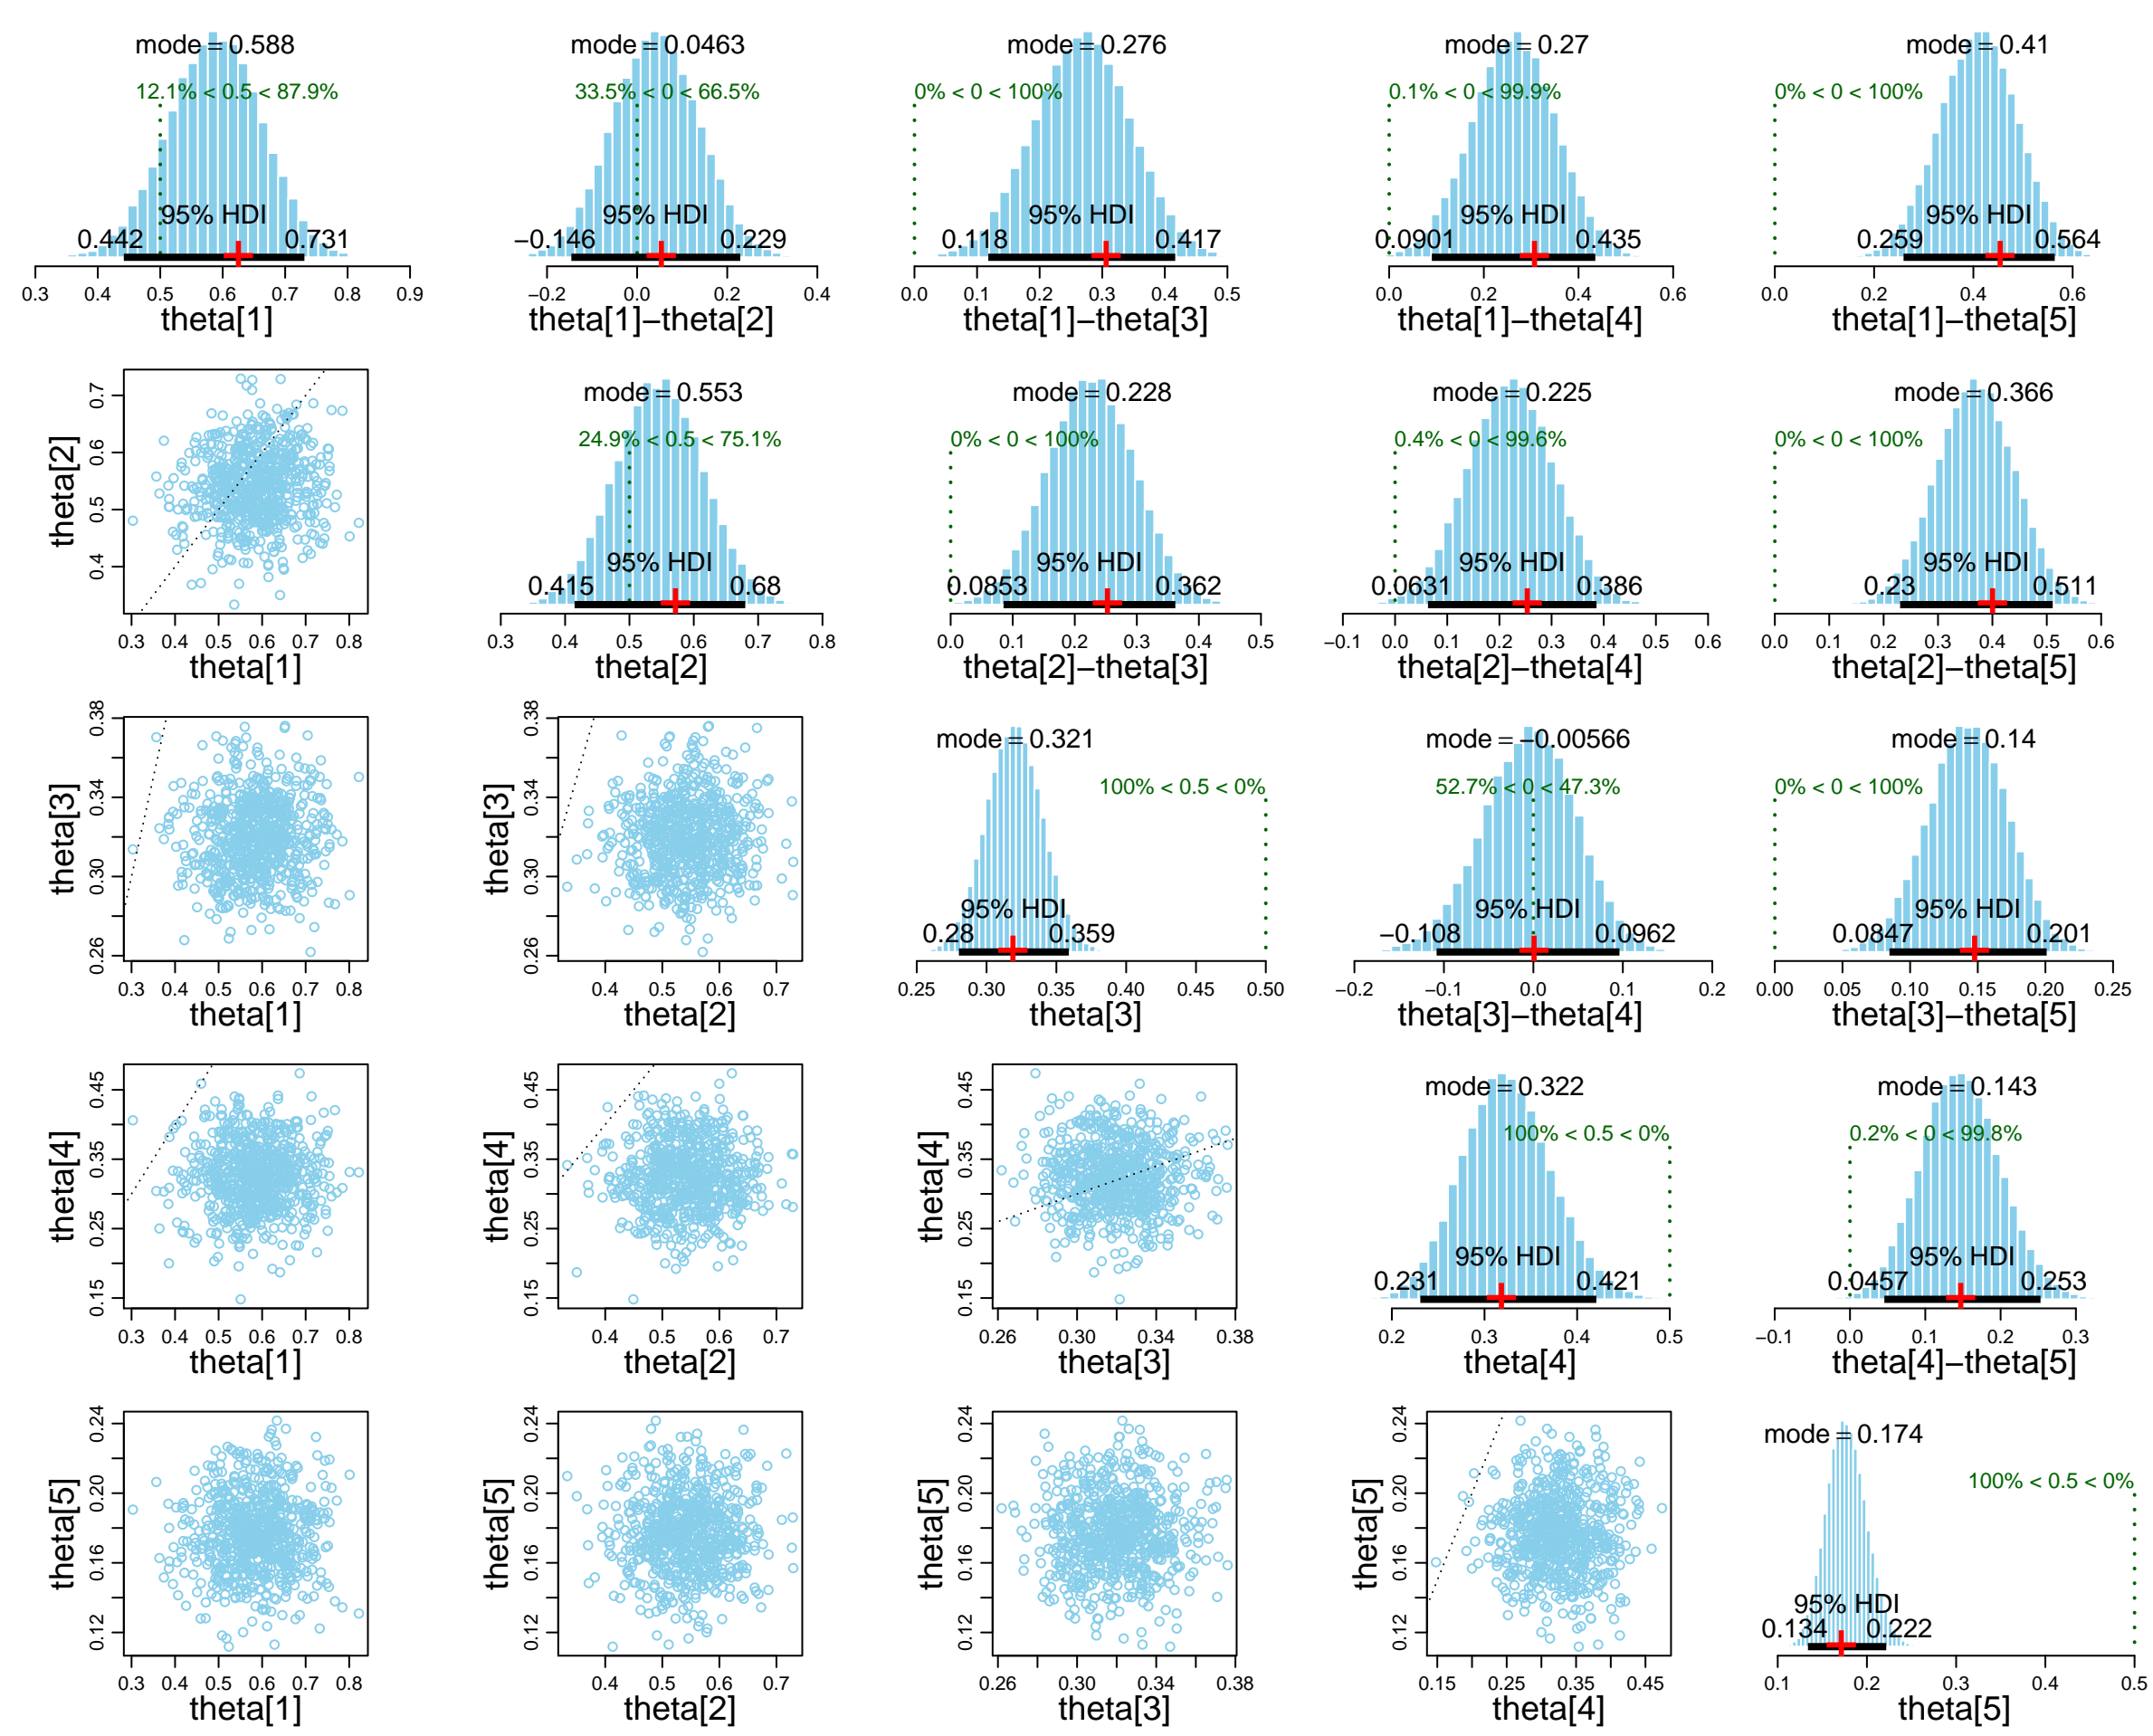 mode = 0.588
12.1% < 0.5 < 87.9%
95% HDI
0.442 0.731
0.3 0.4 0.5 0.6 0.7 0.8 0.9
theta[1]
mode = 0.0463
33.5% < 0 < 66.5%
95% HDI
−0.146 0.229
−0.2 0.0 0.2 0.4
theta[1]−theta[2]
mode = 0.276
0% < 0 < 100%
95% HDI
0.118 0.417
0.0 0.1 0.2 0.3 0.4 0.5
theta[1]−theta[3]
mode = 0.27
0.1% < 0 < 99.9%
95% HDI
0.0901 0.435
0.0 0.2 0.4 0.6
theta[1]−theta[4]
mode = 0.41
0% < 0 < 100%
95% HDI
0.259 0.564
0.0 0.2 0.4 0.6
theta[1]−theta[5]
theta[2]
0.4 0.5 0.6 0.7
0.3 0.4 0.5 0.6 0.7 0.8
theta[1]
mode = 0.553
24.9% < 0.5 < 75.1%
95% HDI
0.415 0.68
0.3 0.4 0.5 0.6 0.7 0.8
theta[2]
mode = 0.228
0% < 0 < 100%
95% HDI
0.0853 0.362
0.0 0.1 0.2 0.3 0.4 0.5
theta[2]−theta[3]
mode = 0.225
0.4% < 0 < 99.6%
95% HDI
0.0631 0.386
−0.1 0.0 0.1 0.2 0.3 0.4 0.5 0.6
theta[2]−theta[4]
mode = 0.366
0% < 0 < 100%
95% HDI
0.23 0.511
0.0 0.1 0.2 0.3 0.4 0.5 0.6
theta[2]−theta[5]
theta[3]
0.26 0.30 0.34 0.38
0.3 0.4 0.5 0.6 0.7 0.8
theta[1]
theta[3]
0.26 0.30 0.34 0.38
0.4 0.5 0.6 0.7
theta[2]
mode = 0.321
100% < 0.5 < 0%
95% HDI
0.28 0.359
0.25 0.30 0.35 0.40 0.45 0.50
theta[3]
mode = −0.00566
52.7% < 0 < 47.3%
95% HDI
−0.108 0.0962
−0.2 −0.1 0.0 0.1 0.2
theta[3]−theta[4]
mode = 0.14
0% < 0 < 100%
95% HDI
0.0847 0.201
0.00 0.05 0.10 0.15 0.20 0.25
theta[3]−theta[5]
theta[4]
0.15 0.25 0.35 0.45
0.3 0.4 0.5 0.6 0.7 0.8
theta[1]
theta[4]
0.15 0.25 0.35 0.45
0.4 0.5 0.6 0.7
theta[2]
theta[4]
0.15 0.25 0.35 0.45
0.26 0.30 0.34 0.38
theta[3]
mode = 0.322
100% < 0.5 < 0%
95% HDI
0.231 0.421
0.2 0.3 0.4 0.5
theta[4]
mode = 0.143
0.2% < 0 < 99.8%
95% HDI
0.0457 0.253
−0.1 0.0 0.1 0.2 0.3
theta[4]−theta[5]
theta[5]
0.12 0.16 0.20 0.24
0.3 0.4 0.5 0.6 0.7 0.8
theta[1]
theta[5]
0.12 0.16 0.20 0.24
0.4 0.5 0.6 0.7
theta[2]
theta[5]
0.12 0.16 0.20 0.24
0.26 0.30 0.34 0.38
theta[3]
theta[5]
0.12 0.16 0.20 0.24
0.15 0.25 0.35 0.45
theta[4]
mode = 0.174
100% < 0.5 < 0%
95% HDI
0.134 0.222
0.1 0.2 0.3 0.4 0.5
theta[5]